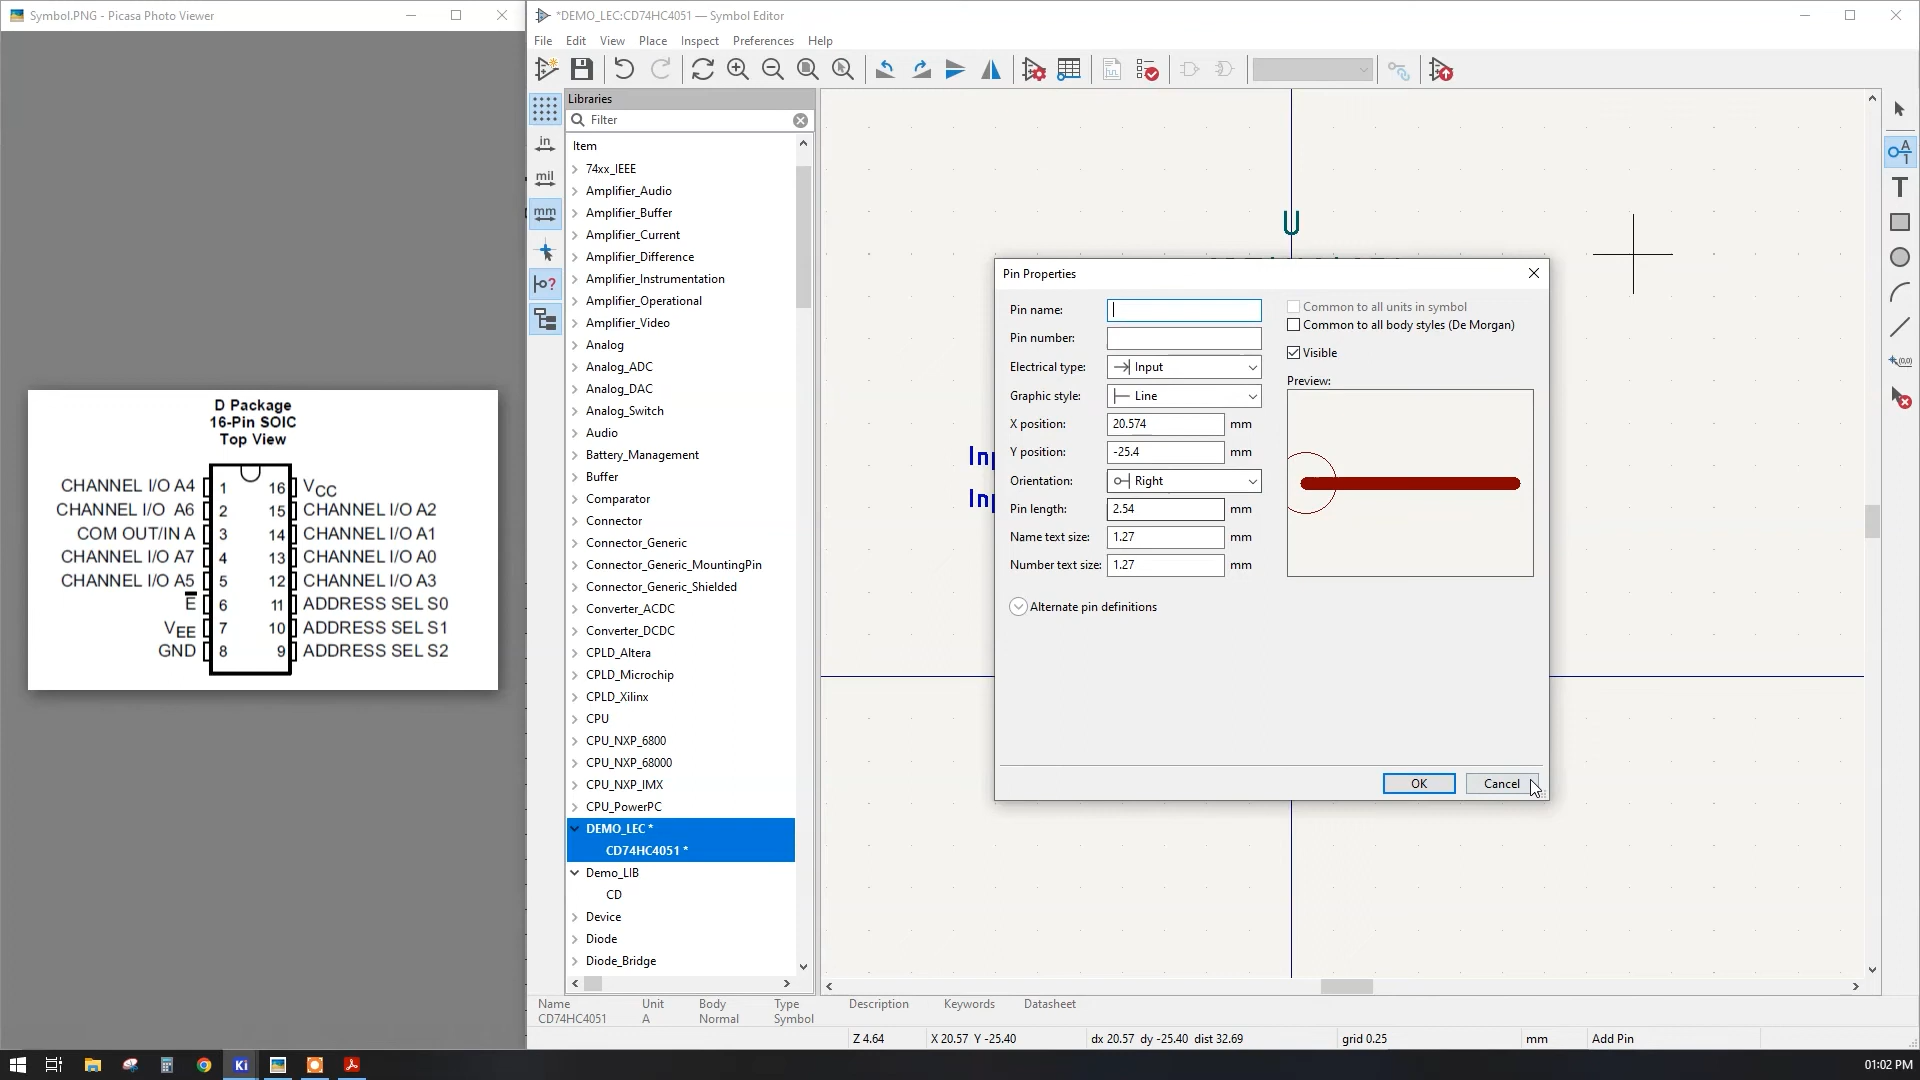 Symbol.PNG - Picasa Photo Viewer
D Package
16-Pin SOIC
Top View
CHANNEL I/O A4 1 16 VCC
CHANNEL I/O A6 2 15 CHANNEL I/O A2
COM OUT/IN A 3 14 CHANNEL I/O A1
CHANNEL I/O A7 4 13 CHANNEL I/O A0
CHANNEL I/O A5 5 12 CHANNEL I/O A3
E 6 11 ADDRESS SEL S0
VEE 7 10 ADDRESS SEL S1
GND 8 9 ADDRESS SEL S2
*DEMO_LEC:CD74HC4051 — Symbol Editor
File Edit View Place Inspect Preferences Help
in
mil
mm
Libraries
Filter
Item
74xx_IEEE
Amplifier_Audio
Amplifier_Buffer
Amplifier_Current
Amplifier_Difference
Amplifier_Instrumentation
Amplifier_Operational
Amplifier_Video
Analog
Analog_ADC
Analog_DAC
Analog_Switch
Audio
Battery_Management
Buffer
Comparator
Connector
Connector_Generic
Connector_Generic_MountingPin
Connector_Generic_Shielded
Converter_ACDC
Converter_DCDC
CPLD_Altera
CPLD_Microchip
CPLD_Xilinx
CPU
CPU_NXP_6800
CPU_NXP_68000
CPU_NXP_IMX
CPU_PowerPC
DEMO_LEC *
CD74HC4051 *
Demo_LIB
CD
Device
Diode
Diode_Bridge
U
Pin Properties
Pin name:
Pin number:
Electrical type: Input
Graphic style: Line
X position: 20.574 mm
Y position: -25.4 mm
Orientation: Right
Pin length: 2.54 mm
Name text size: 1.27 mm
Number text size: 1.27 mm
Alternate pin definitions
Common to all units in symbol
Common to all body styles (De Morgan)
Visible
Preview:
OK Cancel
A
1
T
(0,0)
Name Unit Body Type Description Keywords Datasheet
CD74HC4051 A Normal Symbol
Z 4.64 X 20.57 Y -25.40 dx 20.57 dy -25.40 dist 32.69 grid 0.25 mm Add Pin
Ki
01:02 PM